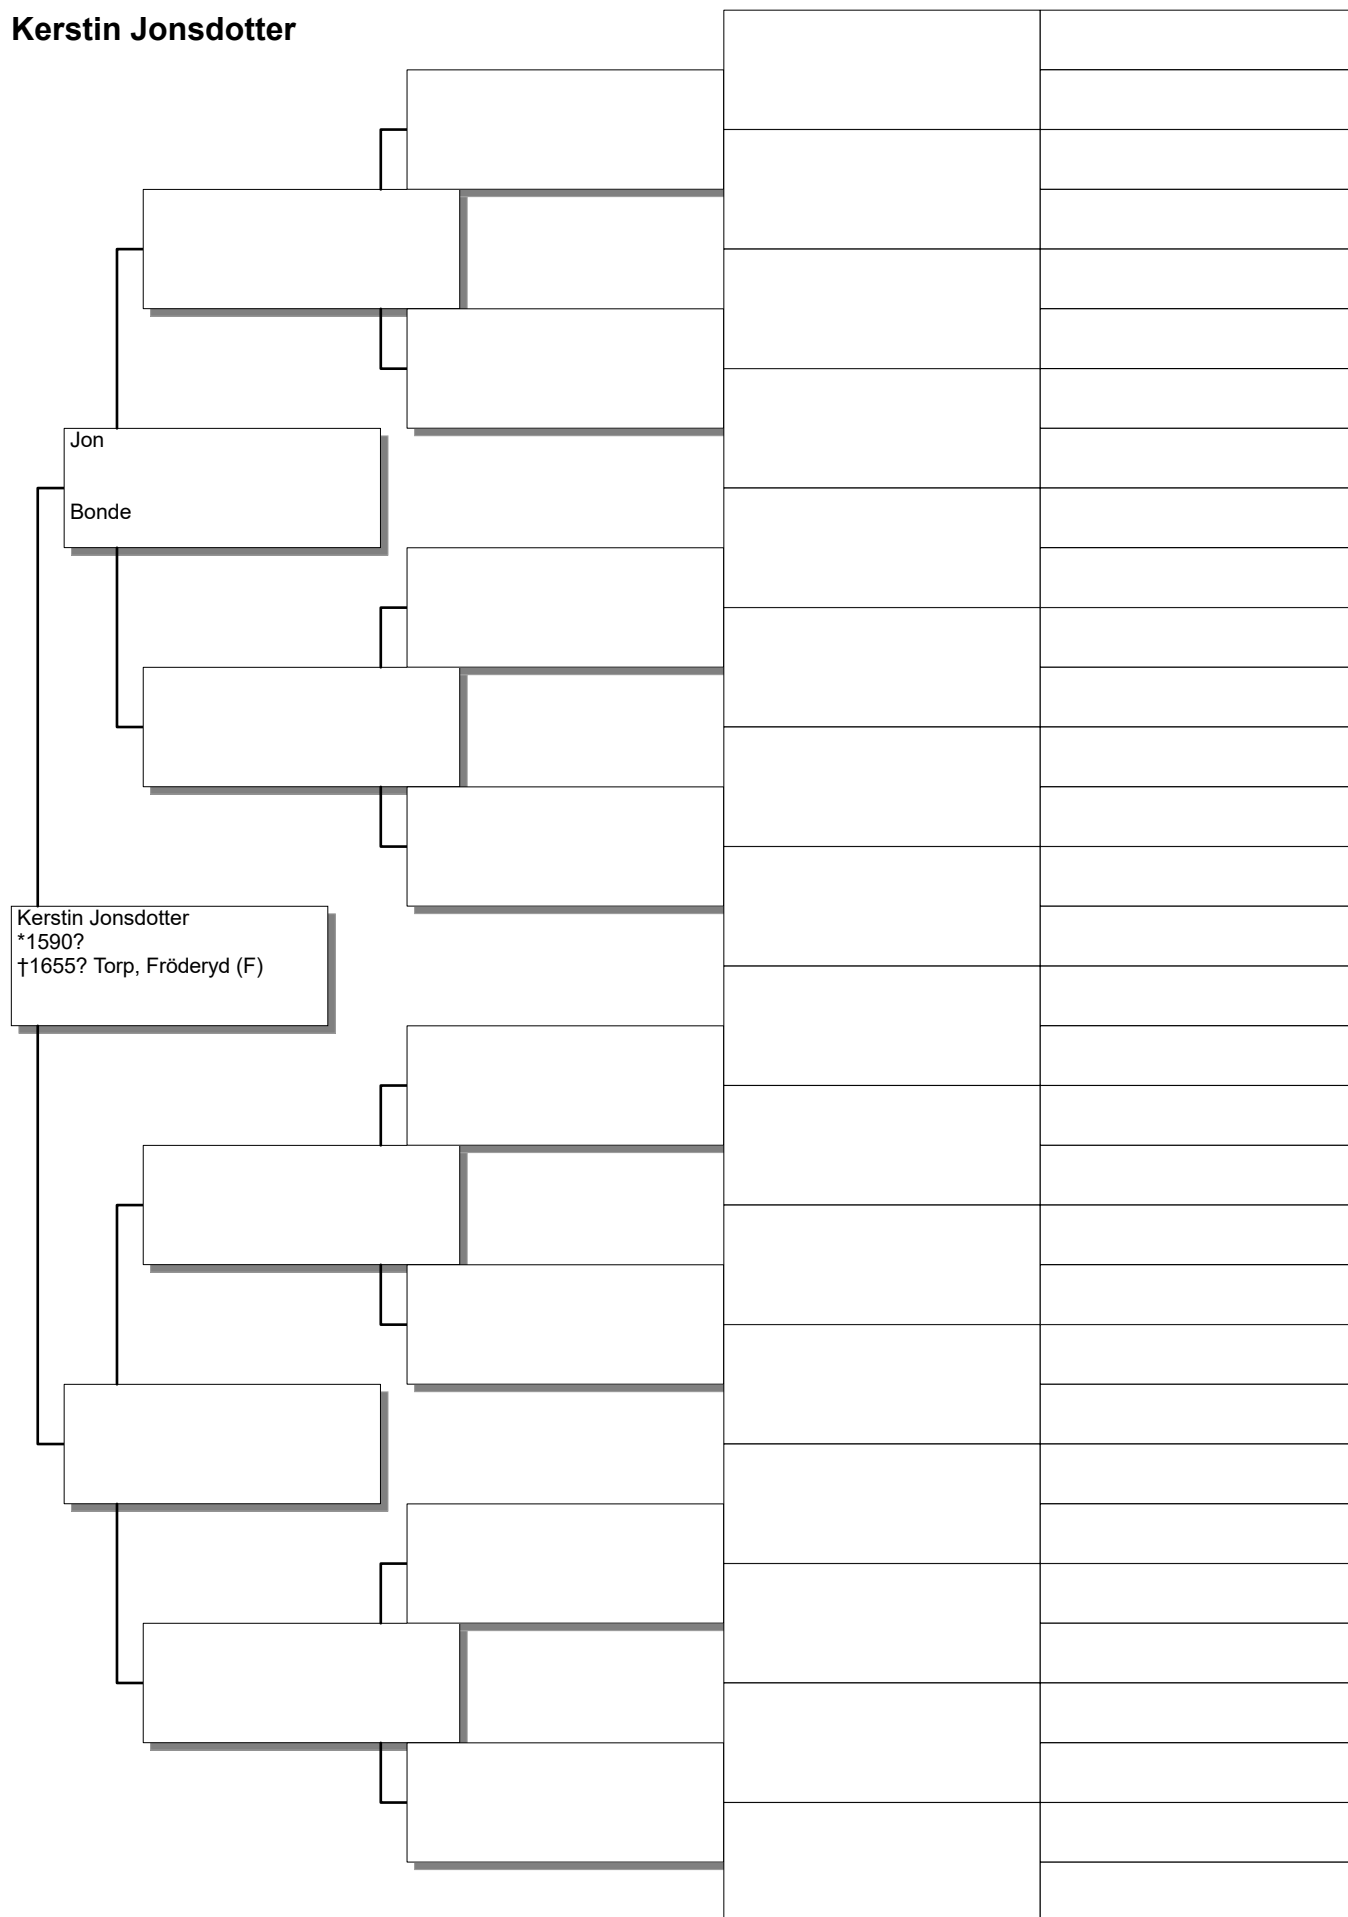 Kerstin Jonsdotter
Jon
Bonde
Kerstin Jonsdotter
*1590?
†1655? Torp, Fröderyd (F)